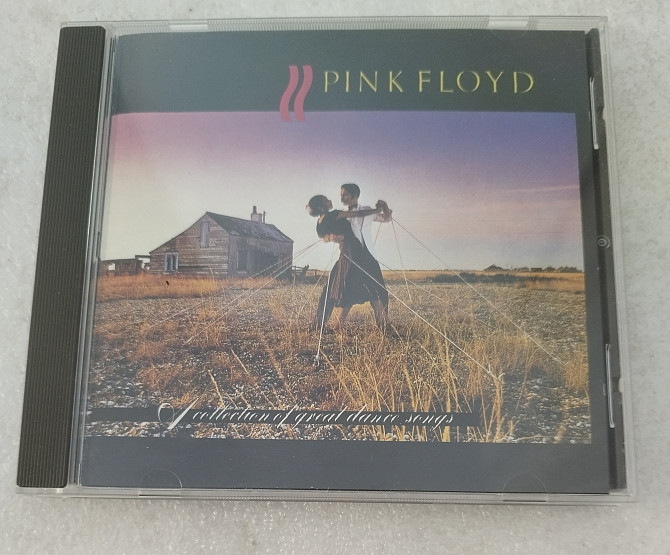 PINK FLOYD
A collection of great dance songs